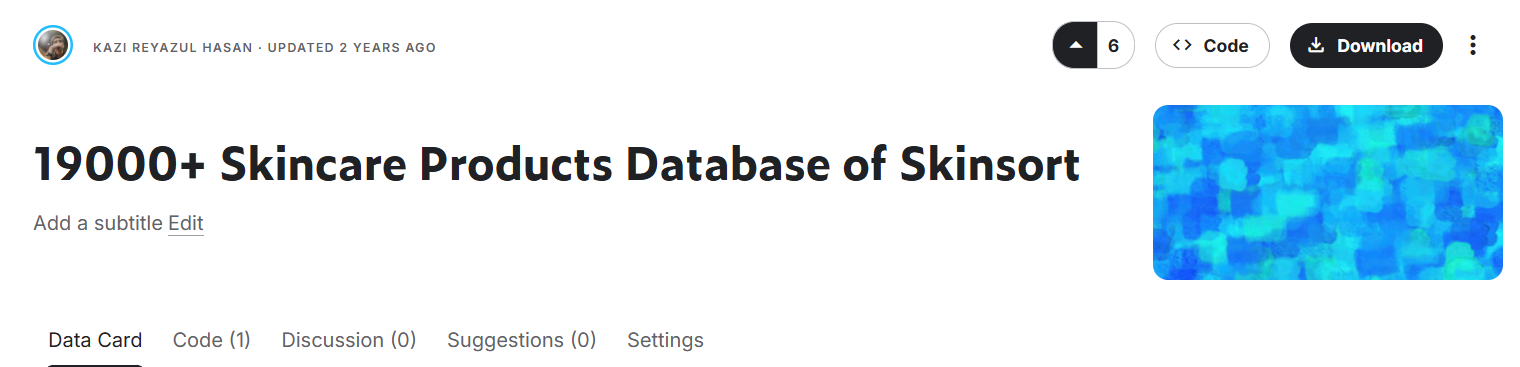 KAZI REYAZUL HASAN · UPDATED 2 YEARS AGO
6
Code
Download
19000+ Skincare Products Database of Skinsort
Add a subtitle Edit
Data Card Code (1) Discussion (0) Suggestions (0) Settings